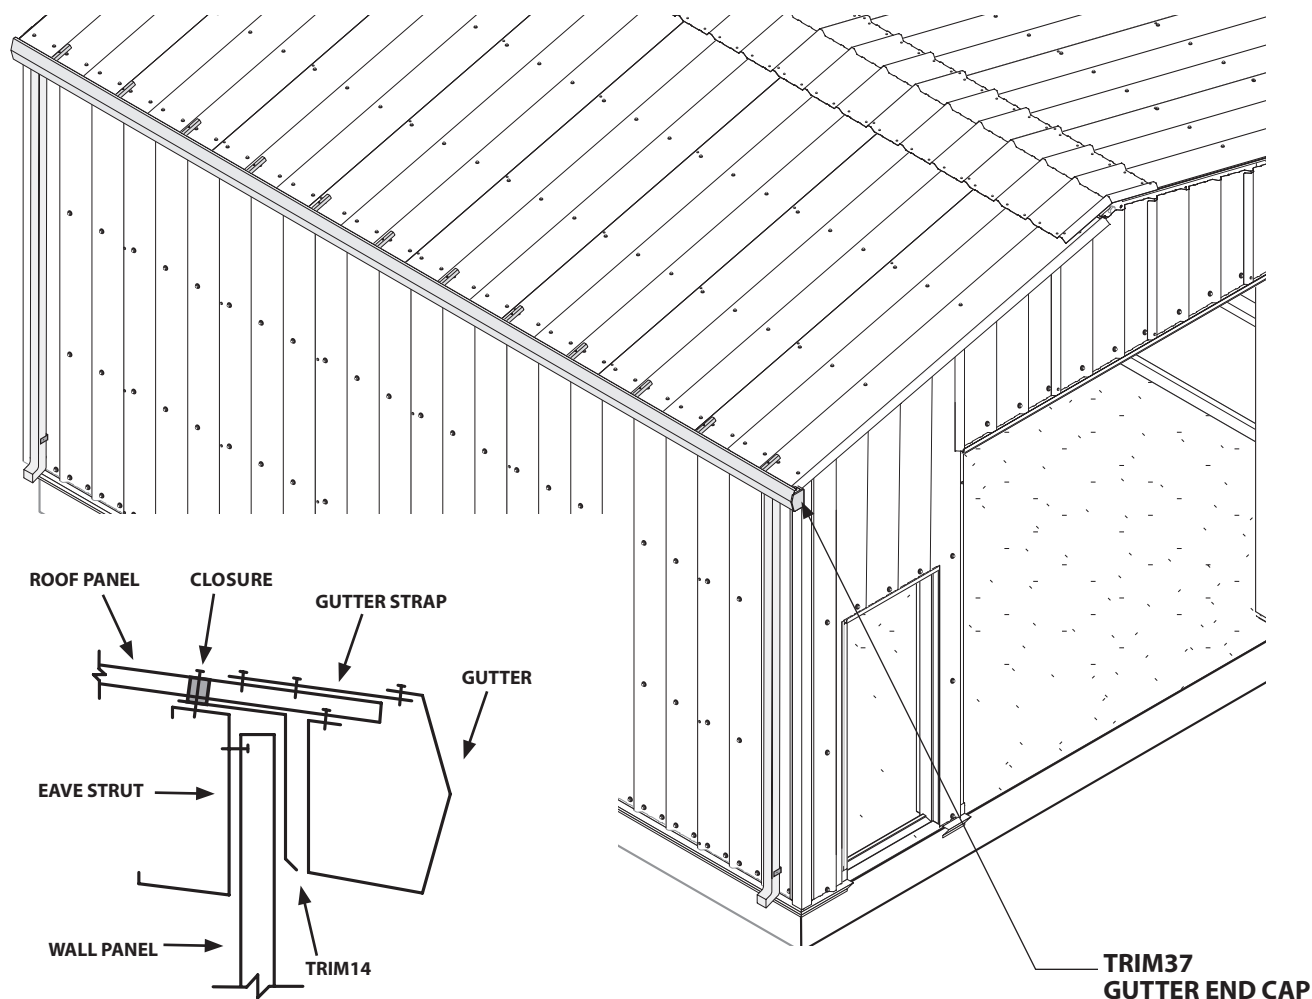 ROOF PANEL
CLOSURE
GUTTER STRAP
GUTTER
EAVE STRUT
WALL PANEL
TRIM14
TRIM37
GUTTER END CAP